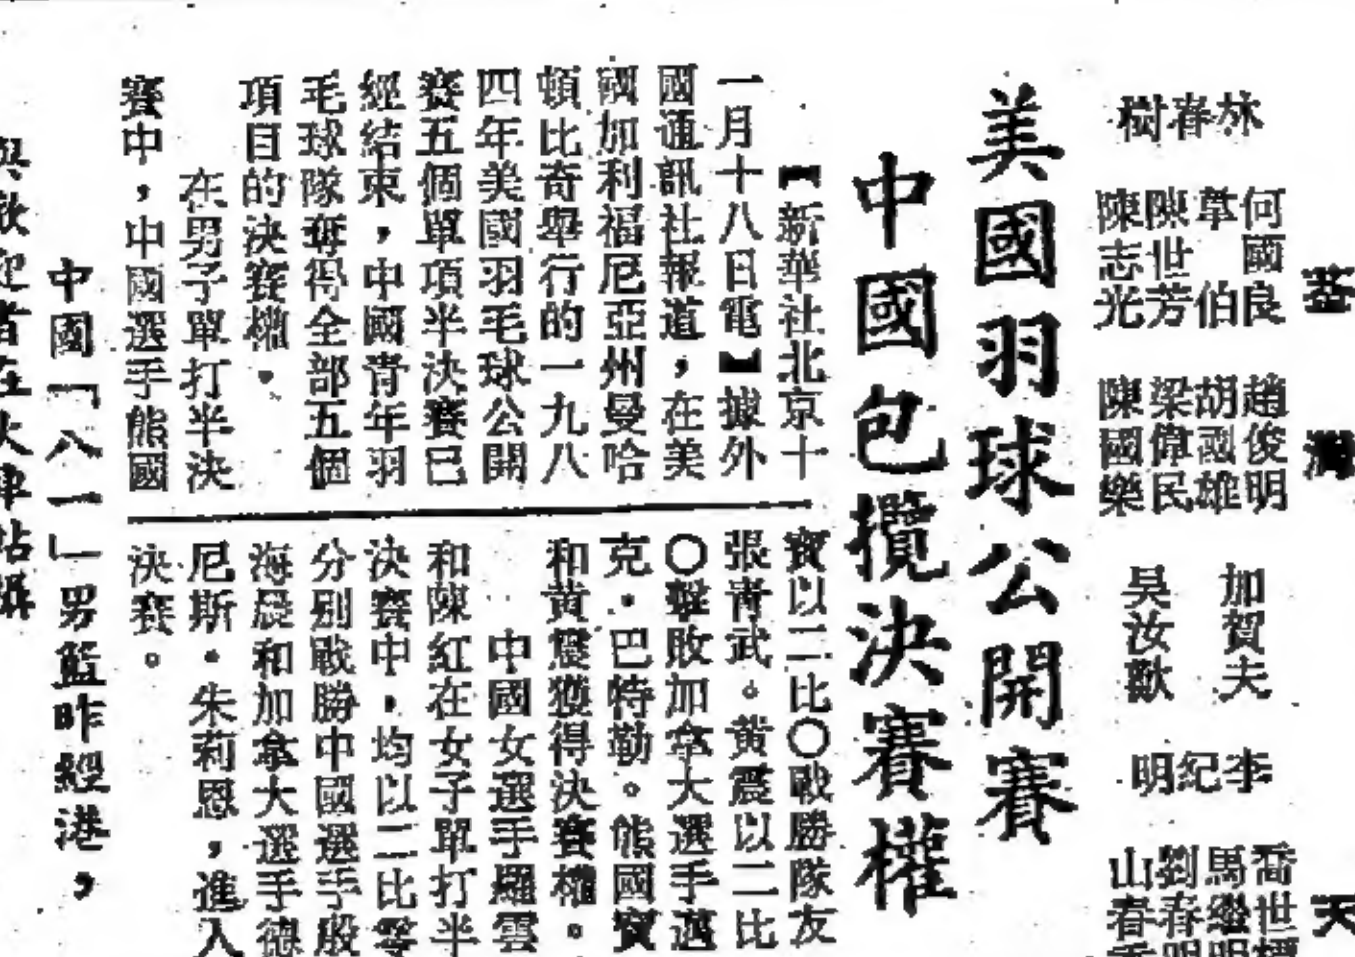 林春樹
何國良
韋　伯
陳世芳
陳志光
趙俊明
胡國雄
梁偉民
陳國樂
加賀夫
吳汝歡
李紀明
喬世標
馬繼明
劉春明
山春
荃
灣
天
美國羽球公開賽
中國包攬決賽權
【新華社北京十
一月十八日電】據外
國通訊社報道，在美
國加利福尼亞州曼哈
頓比奇舉行的一九八
四年美國羽毛球公開
賽五個單項半決賽已
經結束，中國青年羽
毛球隊奪得全部五個
項目的決賽權。
在男子單打半決
賽中，中國選手熊國
寶以二比〇戰勝隊友
張青武。黃震以二比
〇擊敗加拿大選手邁
克·巴特勒。熊國寶
和黃震獲得決賽權。
中國女選手羅雲
和陳紅在女子單打半
決賽中，均以二比零
分別戰勝中國選手殷
海晨和加拿大選手德
尼斯·朱莉恩，進入
決賽。
中國「八一」男籃昨經港，
與歡迎者在火車站攝